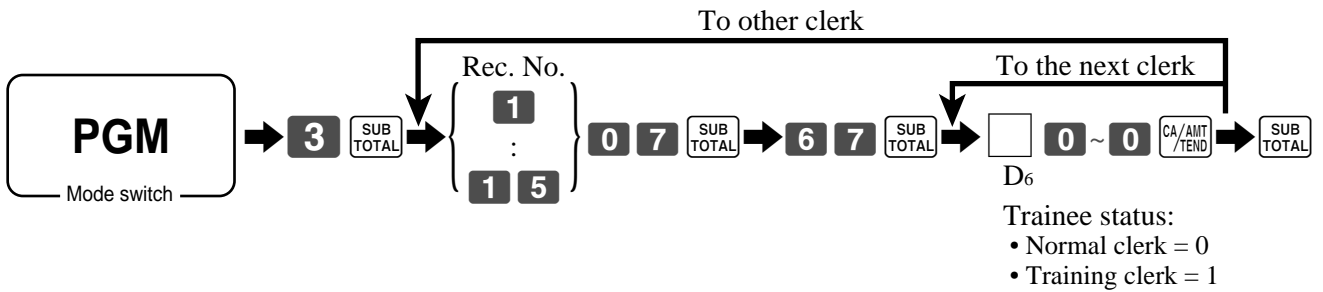 To other clerk
Rec. No.
To the next clerk
PGM
Mode switch
3 SUB TOTAL
1
:
1 5
0 7 SUB TOTAL
6 7 SUB TOTAL
0 ~ 0 CA/AMT /TEND
SUB TOTAL
D6
Trainee status:
• Normal clerk = 0
• Training clerk = 1